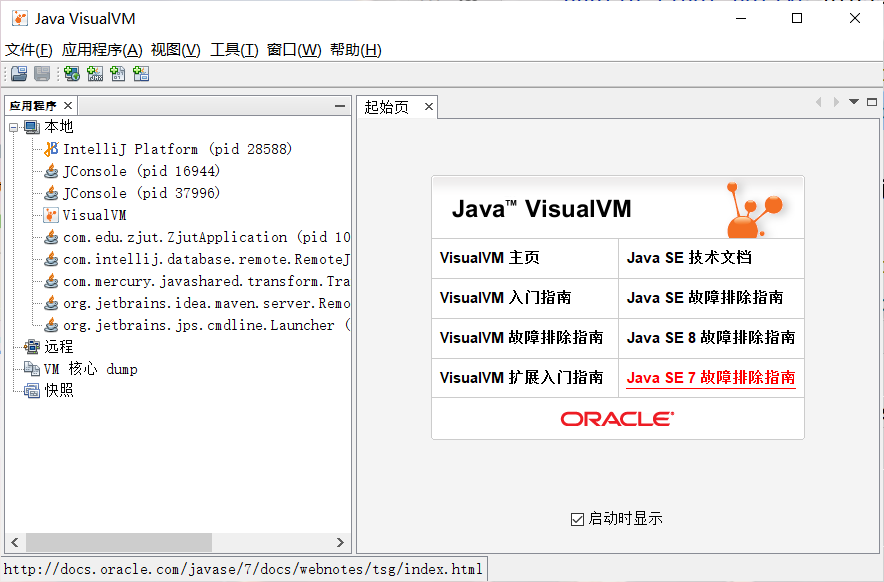 Java VisualVM
文件(F) 应用程序(A) 视图(V) 工具(T) 窗口(W) 帮助(H)
应用程序
起始页
本地
IntelliJ Platform (pid 28588)
JConsole (pid 16944)
JConsole (pid 37996)
VisualVM
com.edu.zjut.ZjutApplication (pid 10
com.intellij.database.remote.RemoteJ
com.mercury.javashared.transform.Tra
org.jetbrains.idea.maven.server.Remo
org.jetbrains.jps.cmdline.Launcher (
远程
VM 核心 dump
快照
Java™ VisualVM
VisualVM 主页
Java SE 技术文档
VisualVM 入门指南
Java SE 故障排除指南
VisualVM 故障排除指南
Java SE 8 故障排除指南
VisualVM 扩展入门指南
Java SE 7 故障排除指南
ORACLE
启动时显示
http://docs.oracle.com/javase/7/docs/webnotes/tsg/index.html